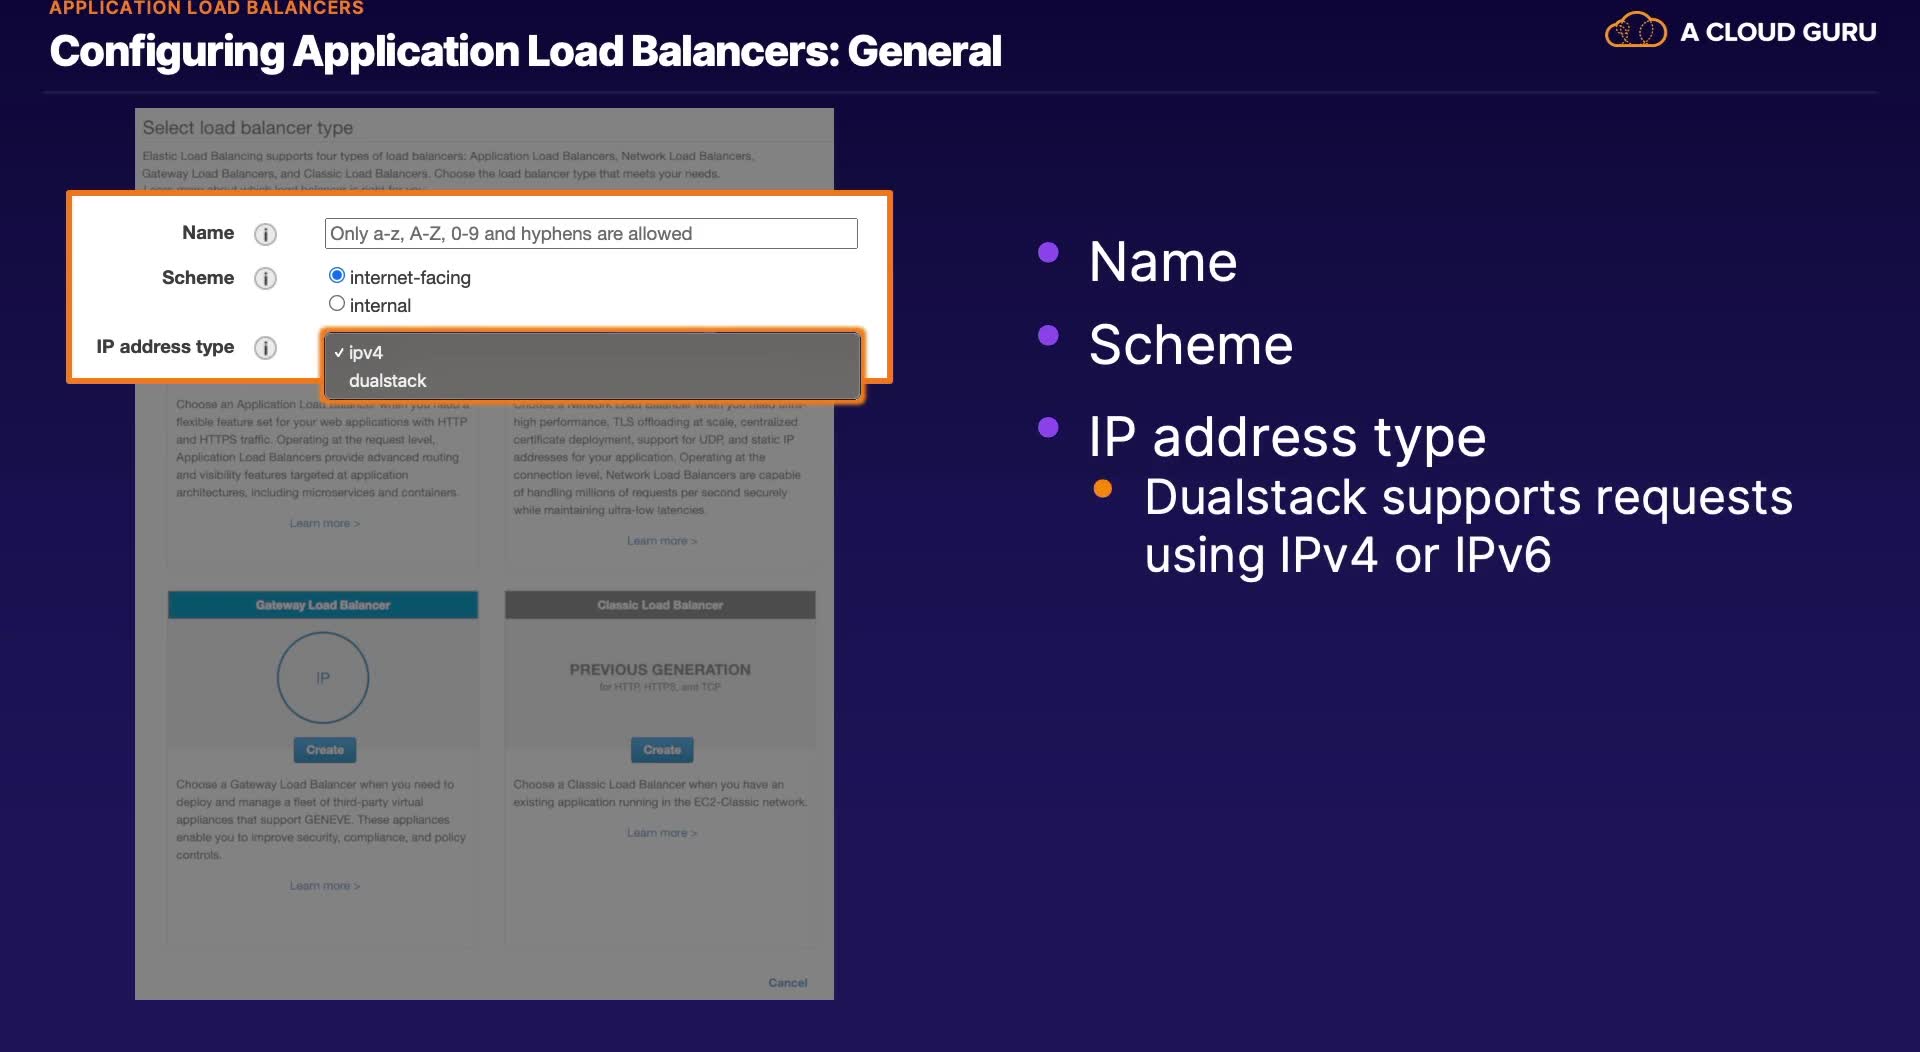 APPLICATION LOAD BALANCERS
Configuring Application Load Balancers: General
A CLOUD GURU
Select load balancer type
Elastic Load Balancing supports four types of load balancers: Application Load Balancers, Network Load Balancers,
Gateway Load Balancers, and Classic Load Balancers. Choose the load balancer type that meets your needs.
Learn more about which load balancer is right for you
Name
i
Only a-z, A-Z, 0-9 and hyphens are allowed
Scheme
i
internet-facing
internal
IP address type
i
✓ ipv4
dualstack
Choose an Application Load Balancer when you need a
flexible feature set for your web applications with HTTP
and HTTPS traffic. Operating at the request level,
Application Load Balancers provide advanced routing
and visibility features targeted at application
architectures, including microservices and containers.
Learn more >
Choose a Network Load Balancer when you need ultra-
high performance, TLS offloading at scale, centralized
certificate deployment, support for UDP, and static IP
addresses for your application. Operating at the
connection level, Network Load Balancers are capable
of handling millions of requests per second securely
while maintaining ultra-low latencies.
Learn more >
Gateway Load Balancer
IP
Create
Choose a Gateway Load Balancer when you need to
deploy and manage a fleet of third-party virtual
appliances that support GENEVE. These appliances
enable you to improve security, compliance, and policy
controls.
Learn more >
Classic Load Balancer
PREVIOUS GENERATION
for HTTP, HTTPS, and TCP
Create
Choose a Classic Load Balancer when you have an
existing application running in the EC2-Classic network.
Learn more >
Cancel
• Name
• Scheme
• IP address type
• Dualstack supports requests
using IPv4 or IPv6